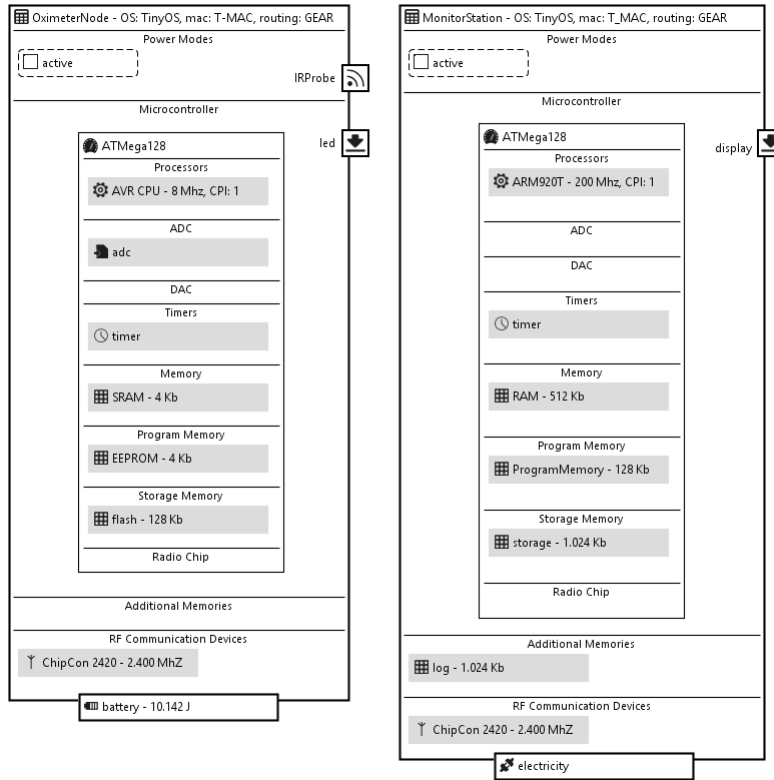 OximeterNode - OS: TinyOS, mac: T-MAC, routing: GEAR
Power Modes
active
IRProbe
Microcontroller
led
ATMega128
Processors
AVR CPU - 8 Mhz, CPI: 1
ADC
adc
DAC
Timers
timer
Memory
SRAM - 4 Kb
Program Memory
EEPROM - 4 Kb
Storage Memory
flash - 128 Kb
Radio Chip
Additional Memories
RF Communication Devices
ChipCon 2420 - 2.400 MhZ
battery - 10.142 J
MonitorStation - OS: TinyOS, mac: T_MAC, routing: GEAR
Power Modes
active
Microcontroller
display
ATMega128
Processors
ARM920T - 200 Mhz, CPI: 1
ADC
DAC
Timers
timer
Memory
RAM - 512 Kb
Program Memory
ProgramMemory - 128 Kb
Storage Memory
storage - 1.024 Kb
Radio Chip
Additional Memories
log - 1.024 Kb
RF Communication Devices
ChipCon 2420 - 2.400 MhZ
electricity